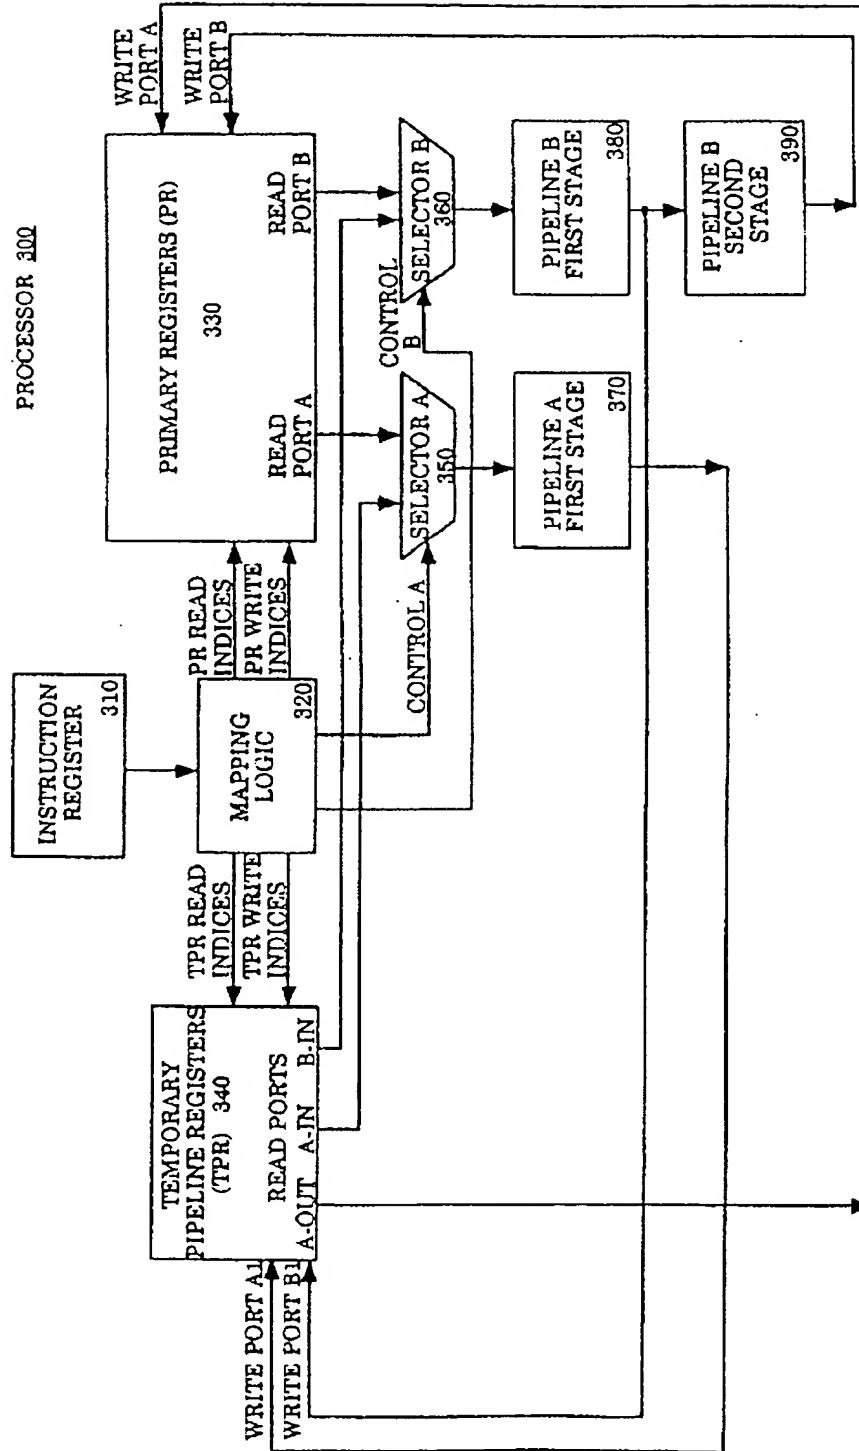 PROCESSOR 300
INSTRUCTION
REGISTER
310
TEMPORARY
PIPELINE REGISTERS
(TPR) 340
READ PORTS
A-OUT A-IN B-IN
WRITE PORT A1
WRITE PORT B1
TPR READ
INDICES
TPR WRITE
INDICES
MAPPING
LOGIC
320
PR READ
INDICES
PR WRITE
INDICES
PRIMARY REGISTERS (PR)
330
READ
PORT A
READ
PORT B
WRITE
PORT A
WRITE
PORT B
CONTROL A
SELECTOR A
350
CONTROL
B
SELECTOR B
360
PIPELINE A
FIRST STAGE
370
PIPELINE B
FIRST STAGE
380
PIPELINE B
SECOND
STAGE
390